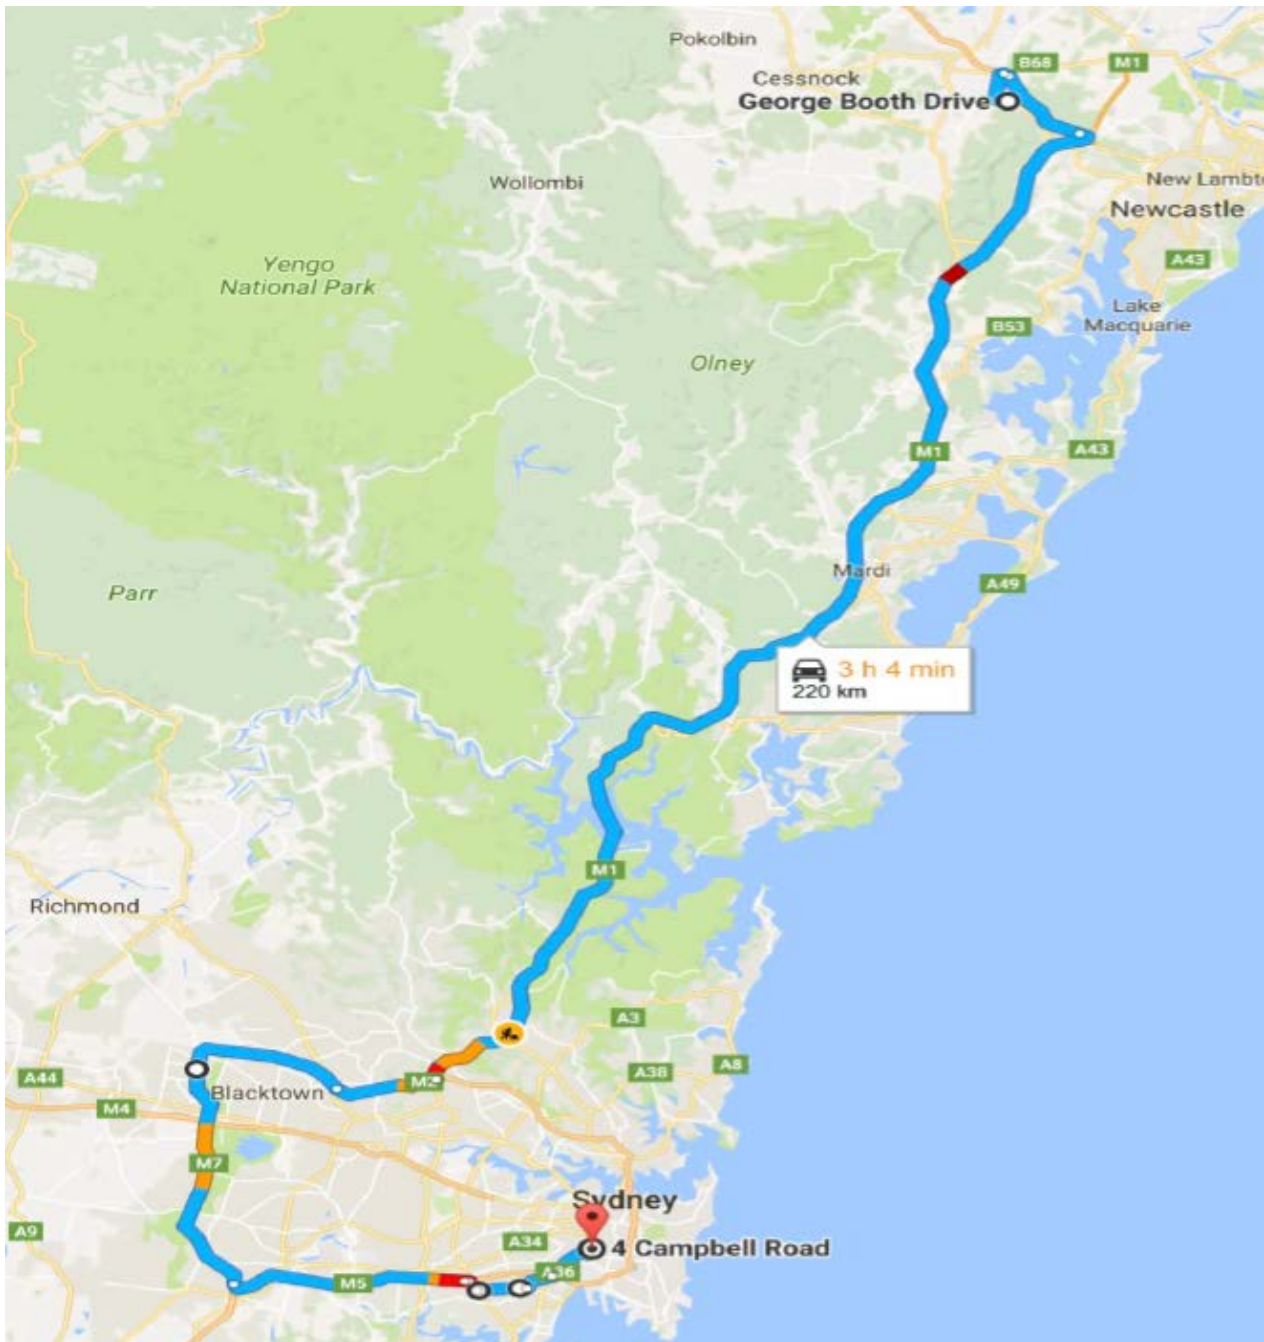 Pokolbin
B68
M1
Cessnock
George Booth Drive
Wollombi
New Lambto
Newcastle
Yengo
National Park
A43
Lake
Macquarie
B53
Olney
M1
A43
Mardi
A49
Parr
3 h 4 min
220 km
M1
Richmond
A3
A44
M2
A38
A8
Blacktown
M4
M7
Sydney
A9
A34
4 Campbell Road
A36
M5